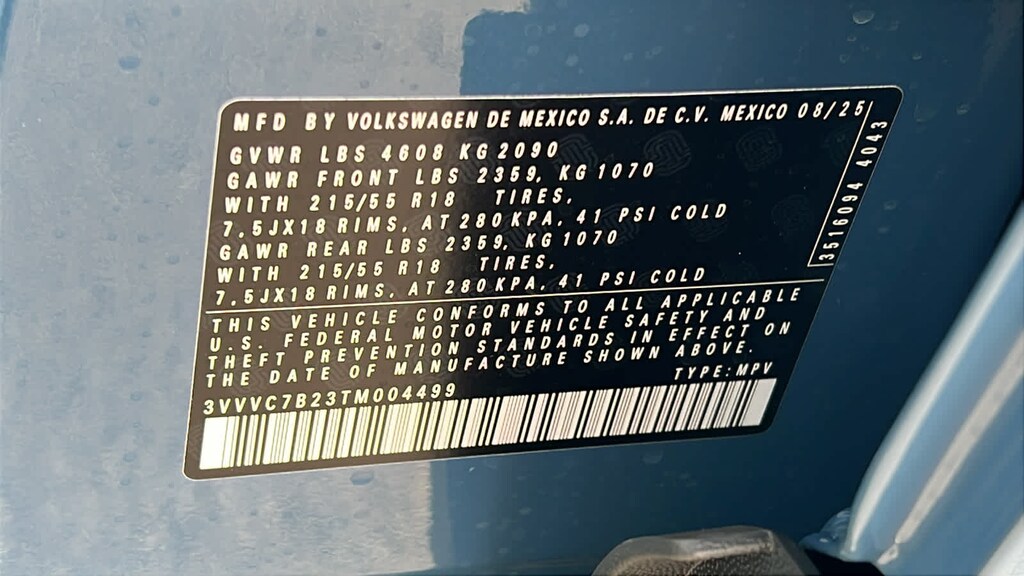 MFD BY VOLKSWAGEN DE MEXICO S.A. DE C.V. MEXICO 08/25
GVWR LBS 4608 KG 2090
GAWR FRONT LBS 2359, KG 1070
WITH 215/55 R18 TIRES,
7.5JX18 RIMS, AT 280 KPA, 41 PSI COLD
GAWR REAR LBS 2359, KG 1070
WITH 215/55 R18 TIRES,
7.5JX18 RIMS, AT 280 KPA, 41 PSI COLD
3516094 4043
THIS VEHICLE CONFORMS TO ALL APPLICABLE
U.S. FEDERAL MOTOR VEHICLE SAFETY AND
THEFT PREVENTION STANDARDS IN EFFECT ON
THE DATE OF MANUFACTURE SHOWN ABOVE.
TYPE: MPV
3VVVC7B23TM004499